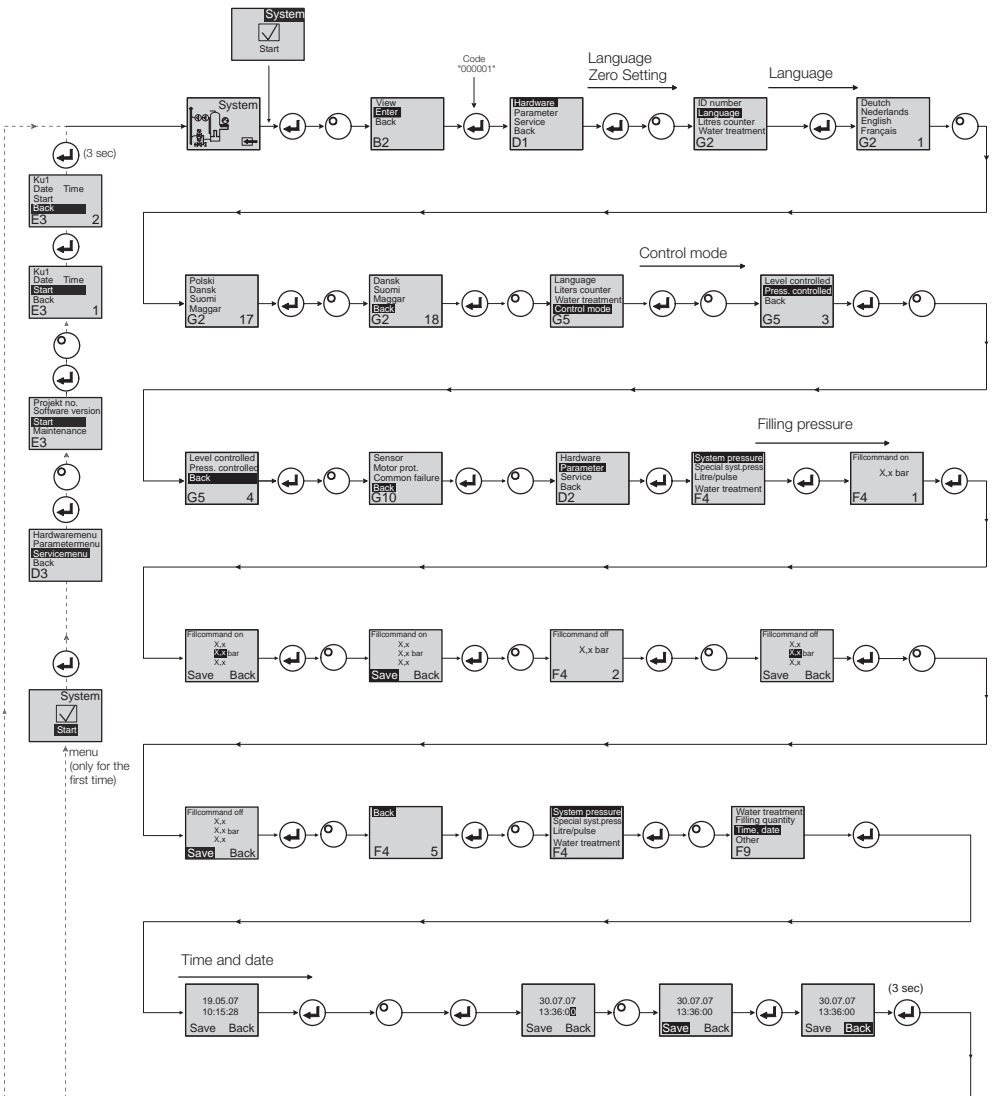 System
Start
Code
"000001"
Language
Zero Setting
Language
System
View
Enter
Back
B2
Hardware
Parameter
Service
Back
D1
ID number
Language
Litres counter
Water treatment
G2
Deutch
Nederlands
English
Français
G2 1
(3 sec)
Ku1
Date Time
Start
Back
E3 2
Ku1
Date Time
Start
Back
E3 1
Projekt no.
Software version
Start
Maintenance
E3
Hardwaremenu
Parametermenu
Servicemenu
Back
D3
System
Start
menu
(only for the
first time)
Control mode
Polski
Dansk
Suomi
Maggar
G2 17
Dansk
Suomi
Maggar
Back
G2 18
Language
Liters counter
Water treatment
Control mode
G5
Level controlled
Press. controlled
Back
G5 3
Filling pressure
Level controlled
Press. controlled
Back
G5 4
Sensor
Motor prot.
Common failure
Back
G10
Hardware
Parameter
Service
Back
D2
System pressure
Special syst.press
Litre/pulse
Water treatment
F4
Fillcommand on
X,x bar
F4 1
Fillcommand on
X,x
X,x bar
X,x
Save Back
Fillcommand on
X,x
X,x bar
X,x
Save Back
Fillcommand off
X,x bar
F4 2
Fillcommand off
X,x
X,x bar
X,x
Save Back
Fillcommand off
X,x
X,x bar
X,x
Save Back
Back
F4 5
System pressure
Special syst.press
Litre/pulse
Water treatment
F4
Water treatment
Filling quantity
Time, date
Other
F9
Time and date
19.05.07
10:15:28
Save Back
30.07.07
13:36:00
Save Back
30.07.07
13:36:00
Save Back
30.07.07
13:36:00
Save Back
(3 sec)